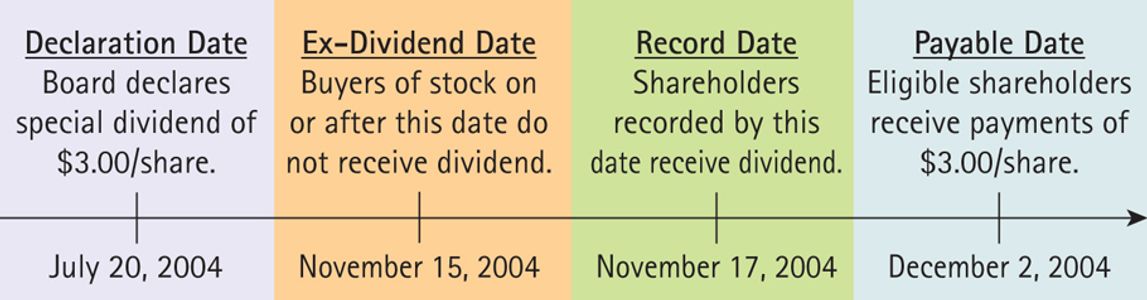 Declaration Date
Board declares
special dividend of
$3.00/share.
July 20, 2004
Ex-Dividend Date
Buyers of stock on
or after this date do
not receive dividend.
November 15, 2004
Record Date
Shareholders
recorded by this
date receive dividend.
November 17, 2004
Payable Date
Eligible shareholders
receive payments of
$3.00/share.
December 2, 2004